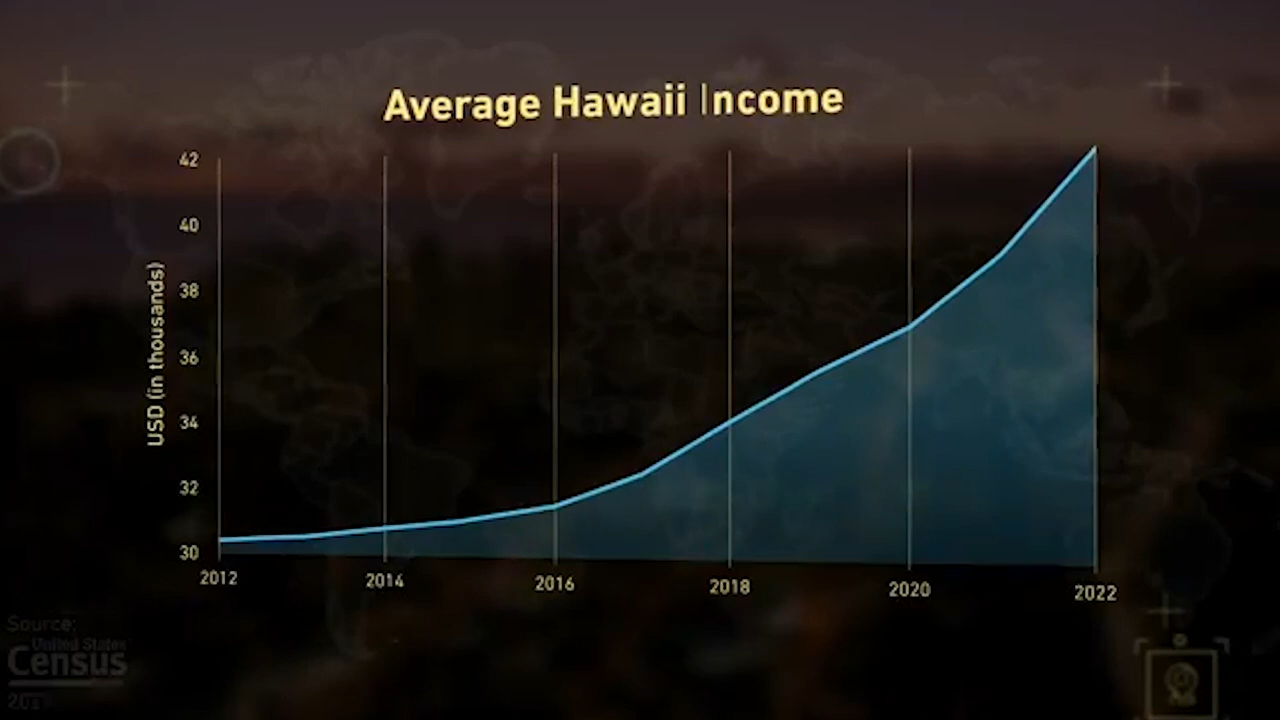 Average Hawaii Income
USD (in thousands)
42
40
38
36
34
32
30
2012 2014 2016 2018 2020 2022
Source:
United States
Census